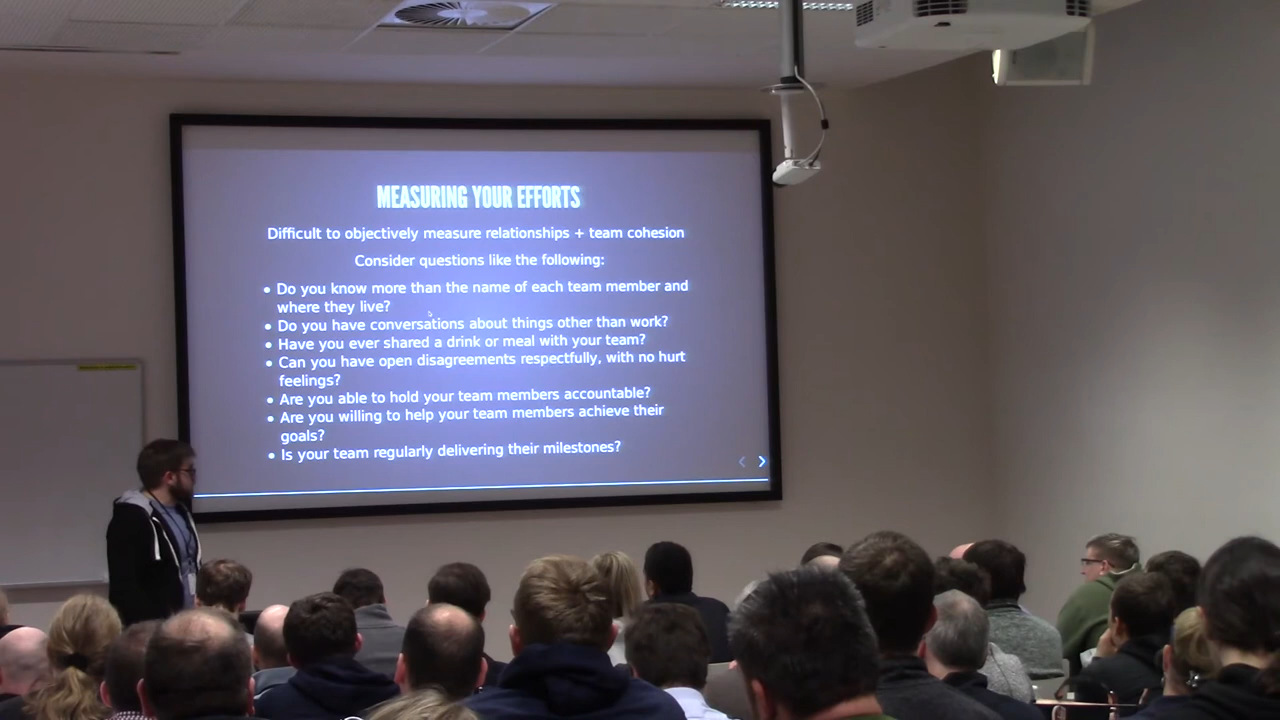 MEASURING YOUR EFFORTS
Difficult to objectively measure relationships + team cohesion
Consider questions like the following:
• Do you know more than the name of each team member and
where they live?
• Do you have conversations about things other than work?
• Have you ever shared a drink or meal with your team?
• Can you have open disagreements respectfully, with no hurt
feelings?
• Are you able to hold your team members accountable?
• Are you willing to help your team members achieve their
goals?
• Is your team regularly delivering their milestones?